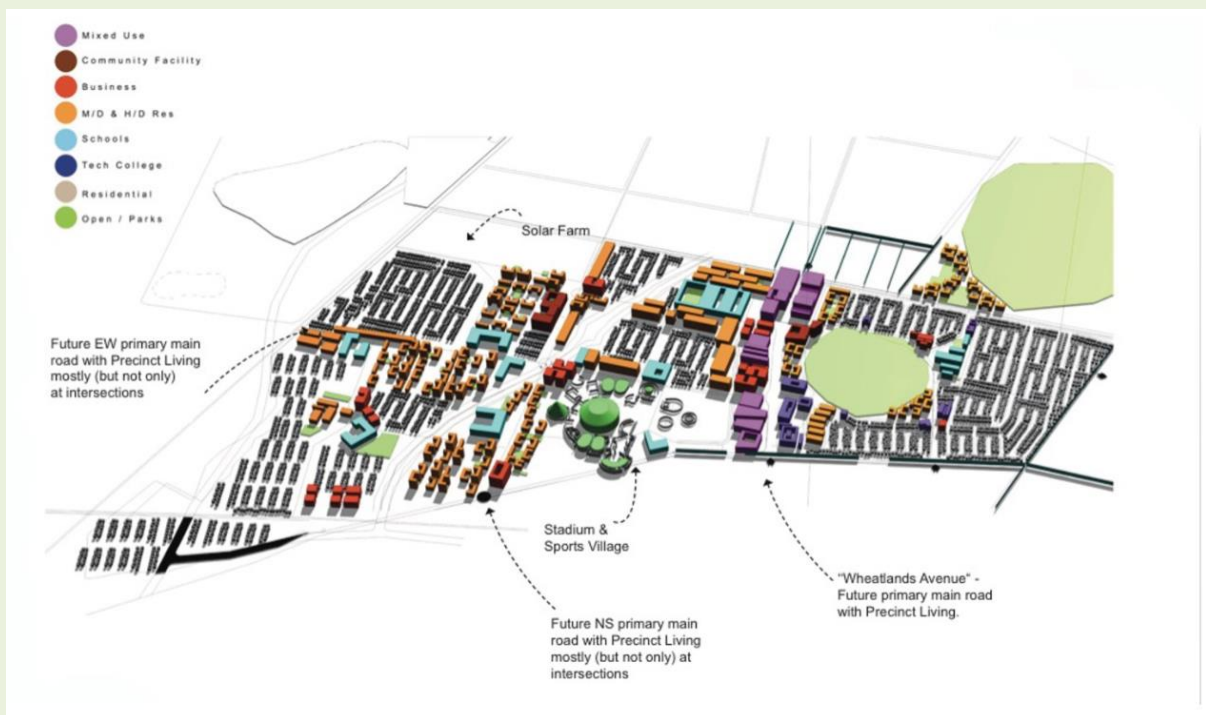 Mixed Use
Community Facility
Business
M/D & H/D Res
Schools
Tech College
Residential
Open / Parks
Solar Farm
Future EW primary main
road with Precinct Living
mostly (but not only)
at intersections
Stadium &
Sports Village
"Wheatlands Avenue" -
Future primary main road
with Precinct Living.
Future NS primary main
road with Precinct Living
mostly (but not only) at
intersections